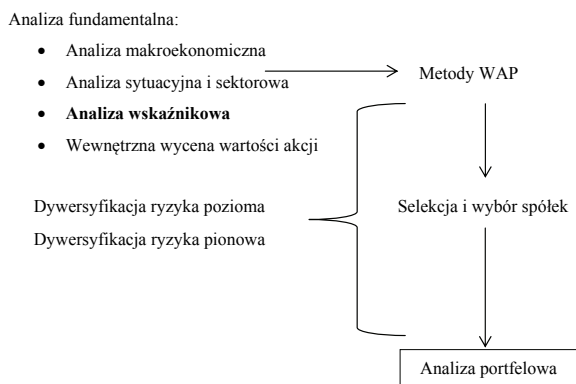 Analiza fundamentalna:
• Analiza makroekonomiczna
• Analiza sytuacyjna i sektorowa
• Analiza wskaźnikowa
• Wewnętrzna wycena wartości akcji
Metody WAP
Dywersyfikacja ryzyka pozioma
Dywersyfikacja ryzyka pionowa
Selekcja i wybór spółek
Analiza portfelowa